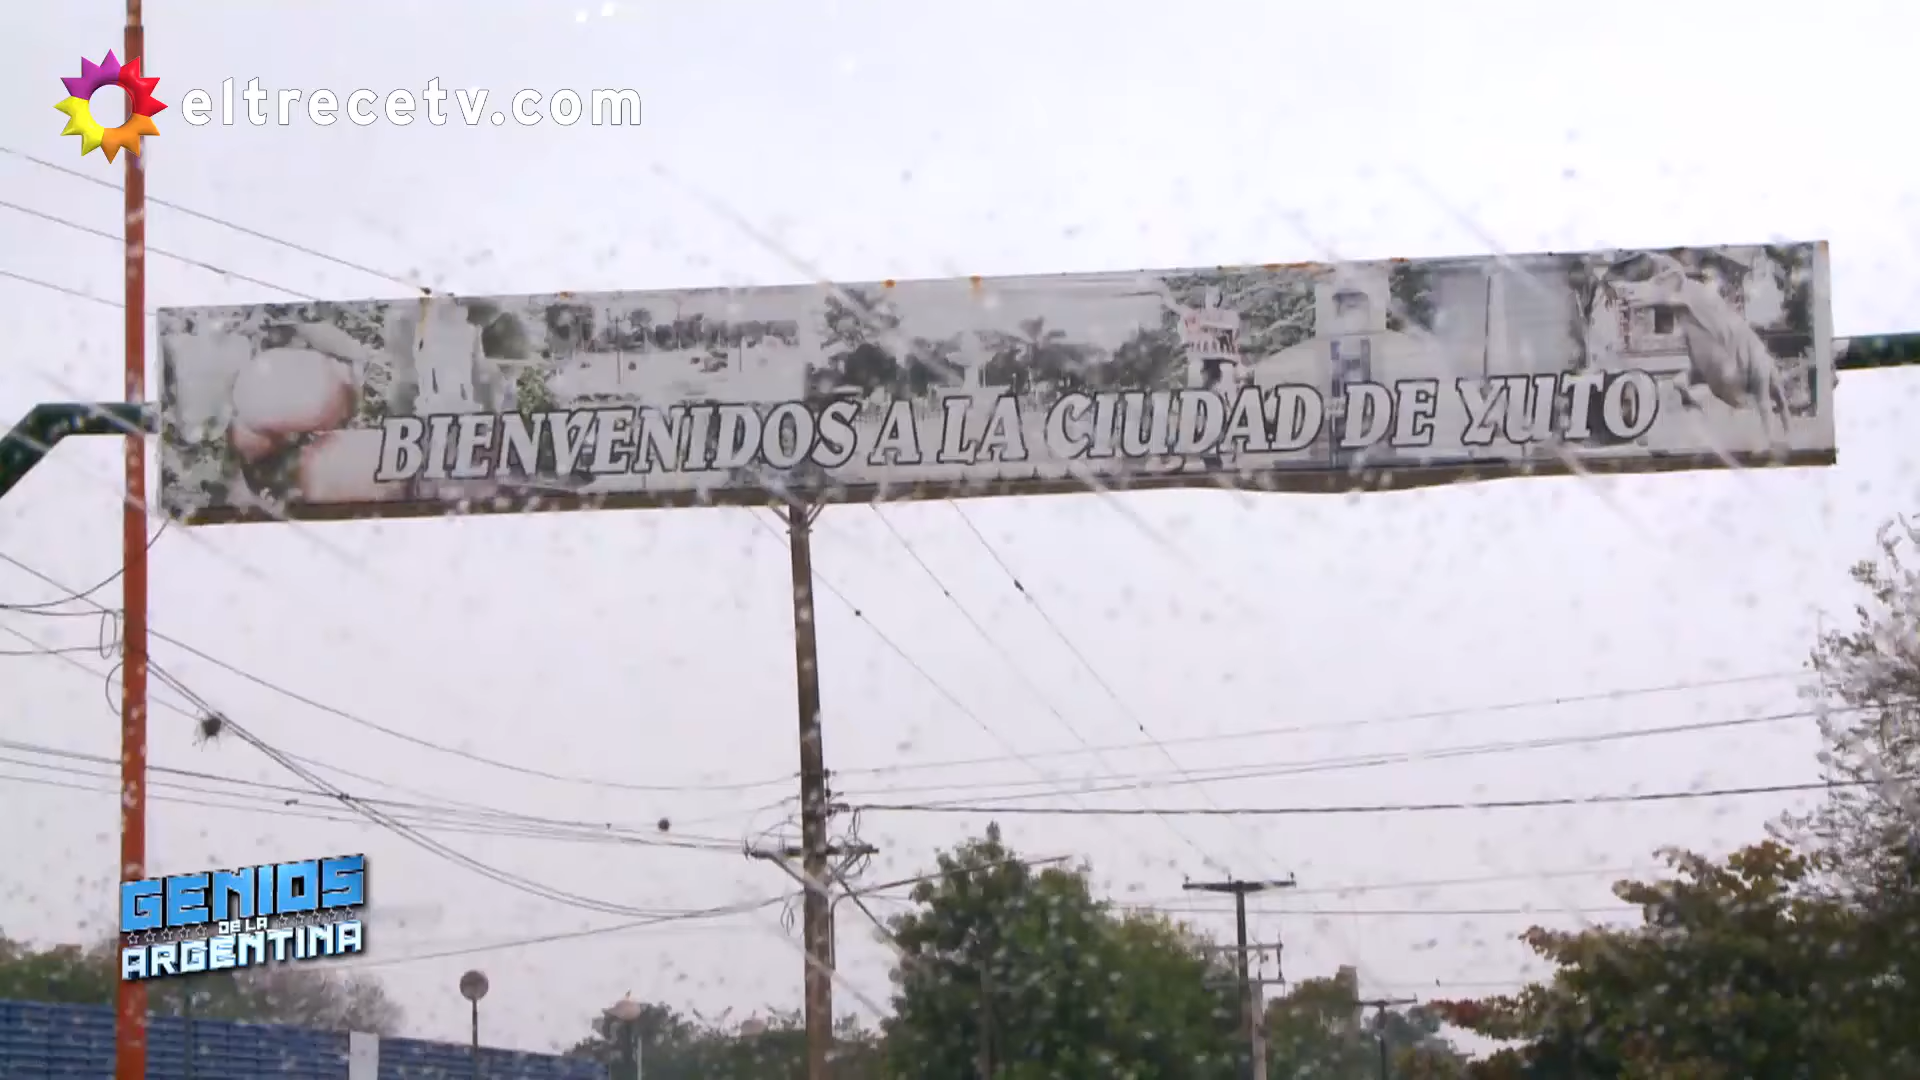 eltrecetv.com
BIENVENIDOS A LA CIUDAD DE YUTO
GENIOS
DE LA
ARGENTINA